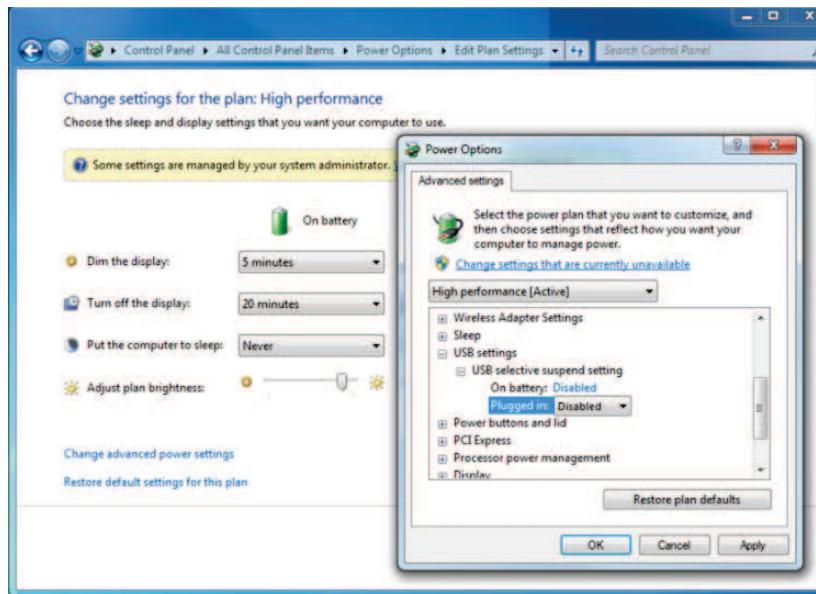 Control Panel ▸ All Control Panel Items ▸ Power Options ▸ Edit Plan Settings
Search Control Panel
Change settings for the plan: High performance
Choose the sleep and display settings that you want your computer to use.
Some settings are managed by your system administrator.
On battery
Dim the display: 5 minutes
Turn off the display: 20 minutes
Put the computer to sleep: Never
Adjust plan brightness:
Change advanced power settings
Restore default settings for this plan
Power Options
Advanced settings
Select the power plan that you want to customize, and
then choose settings that reflect how you want your
computer to manage power.
Change settings that are currently unavailable
High performance [Active]
Wireless Adapter Settings
Sleep
USB settings
USB selective suspend setting
On battery: Disabled
Plugged in: Disabled
Power buttons and lid
PCI Express
Processor power management
Display
Restore plan defaults
OK Cancel Apply